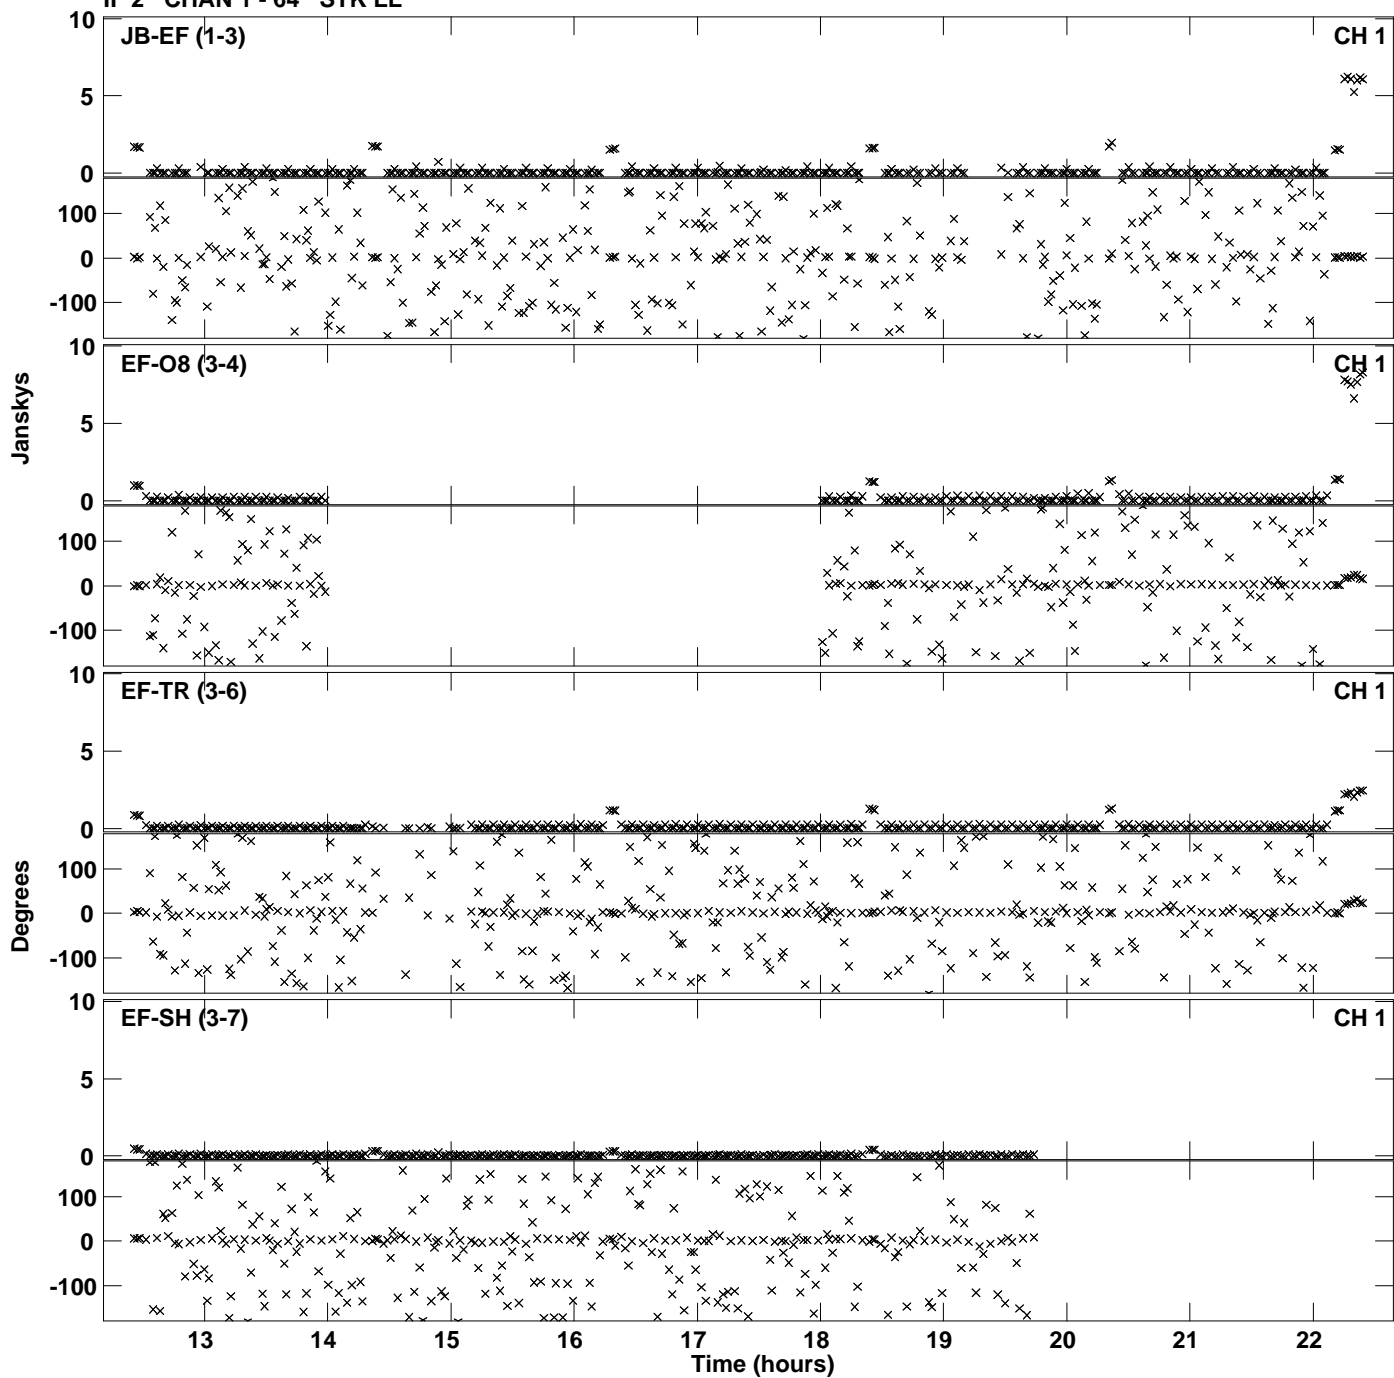 IF 2 CHAN 1 - 64 STK LL
10
JB-EF (1-3)
CH 1
5
0
100
0
-100
10
EF-O8 (3-4)
CH 1
5
0
100
0
-100
Janskys
10
EF-TR (3-6)
CH 1
5
0
100
0
-100
Degrees
10
EF-SH (3-7)
CH 1
5
0
100
0
-100
13 14 15 16 17 18 19 20 21 22
Time (hours)